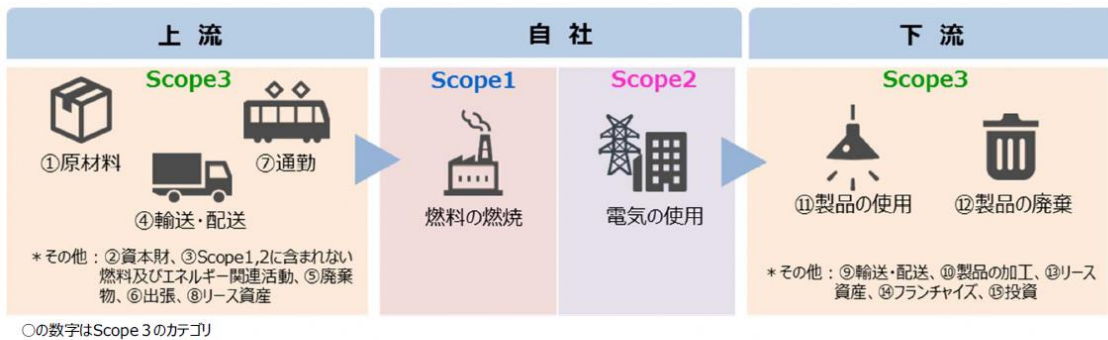 上 流
自 社
下 流
Scope3
Scope1
Scope2
Scope3
①原材料
⑦通勤
④輸送・配送
燃料の燃焼
電気の使用
⑪製品の使用
⑫製品の廃棄
＊その他：②資本財、③Scope1,2に含まれない
燃料及びエネルギー関連活動、⑤廃棄
物、⑥出張、⑧リース資産
＊その他：⑨輸送・配送、⑩製品の加工、⑬リース
資産、⑭フランチャイズ、⑮投資
○の数字はScope３のカテゴリ